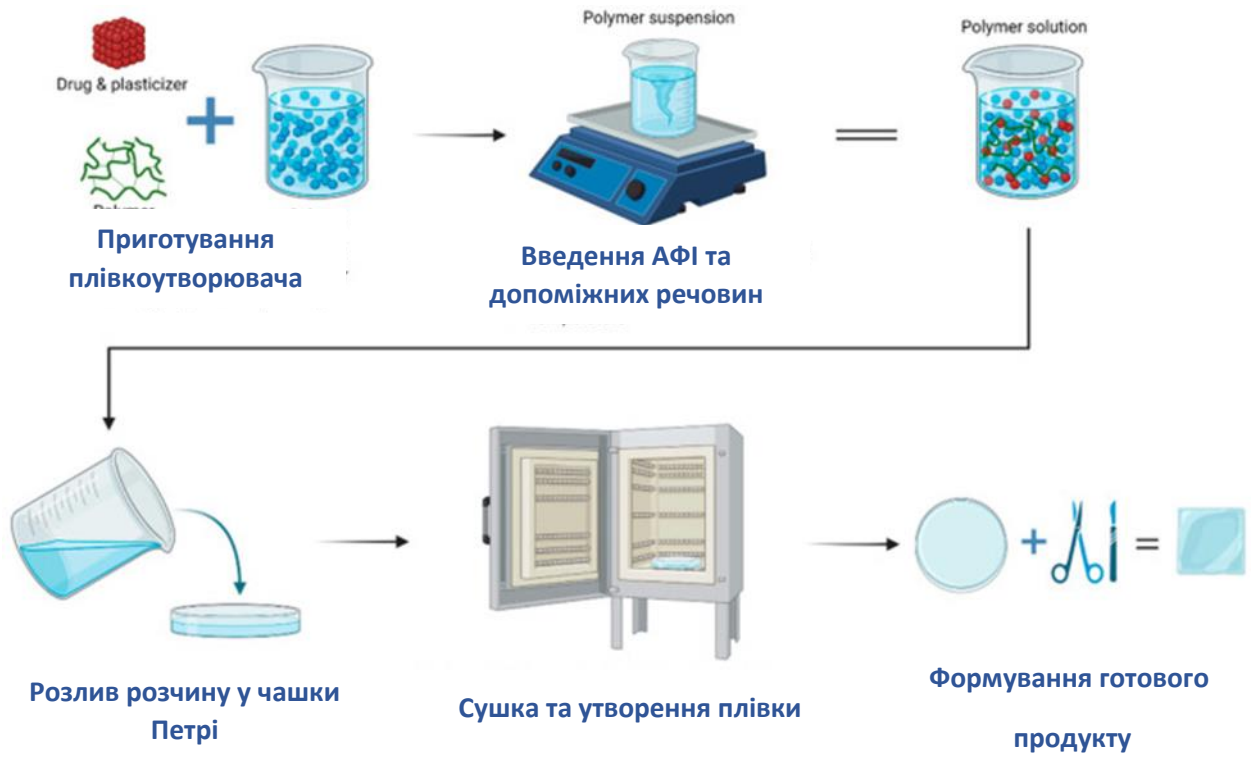 Polymer suspension
Polymer solution
Drug & plasticizer
Приготування
плівкоутворювача
Введення АФІ та
допоміжних речовин
Розлив розчину у чашки
Петрі
Сушка та утворення плівки
Формування готового
продукту